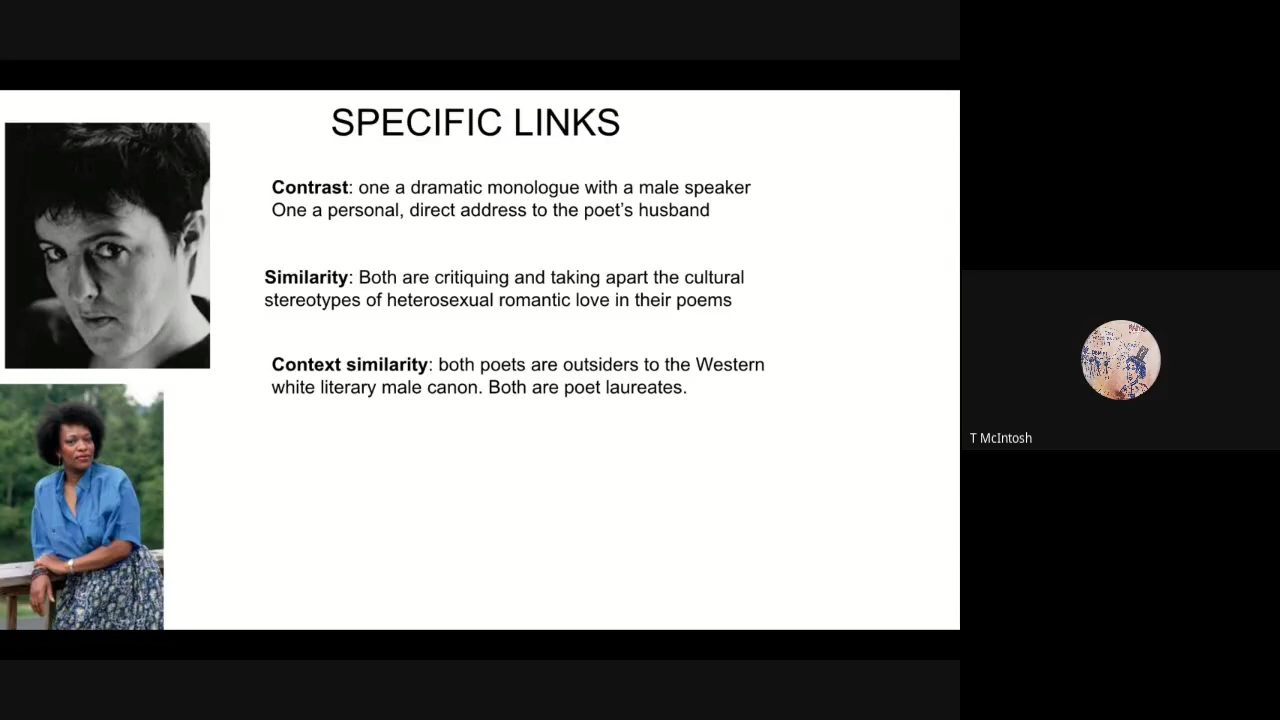 SPECIFIC LINKS
Contrast: one a dramatic monologue with a male speaker
One a personal, direct address to the poet’s husband
Similarity: Both are critiquing and taking apart the cultural
stereotypes of heterosexual romantic love in their poems
Context similarity: both poets are outsiders to the Western
white literary male canon. Both are poet laureates.
T McIntosh